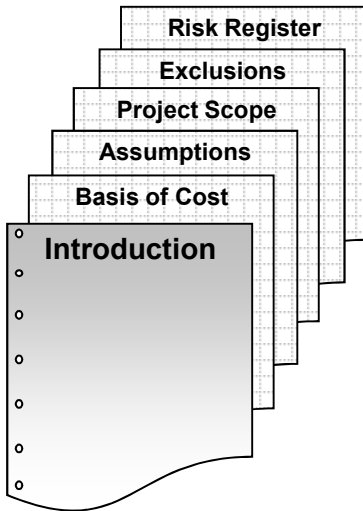 Risk Register
Exclusions
Project Scope
Assumptions
Basis of Cost
Introduction